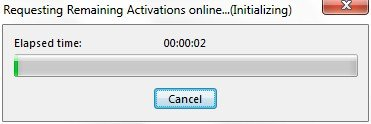 Requesting Remaining Activations online...(Initializing)
Elapsed time: 00:00:02
Cancel